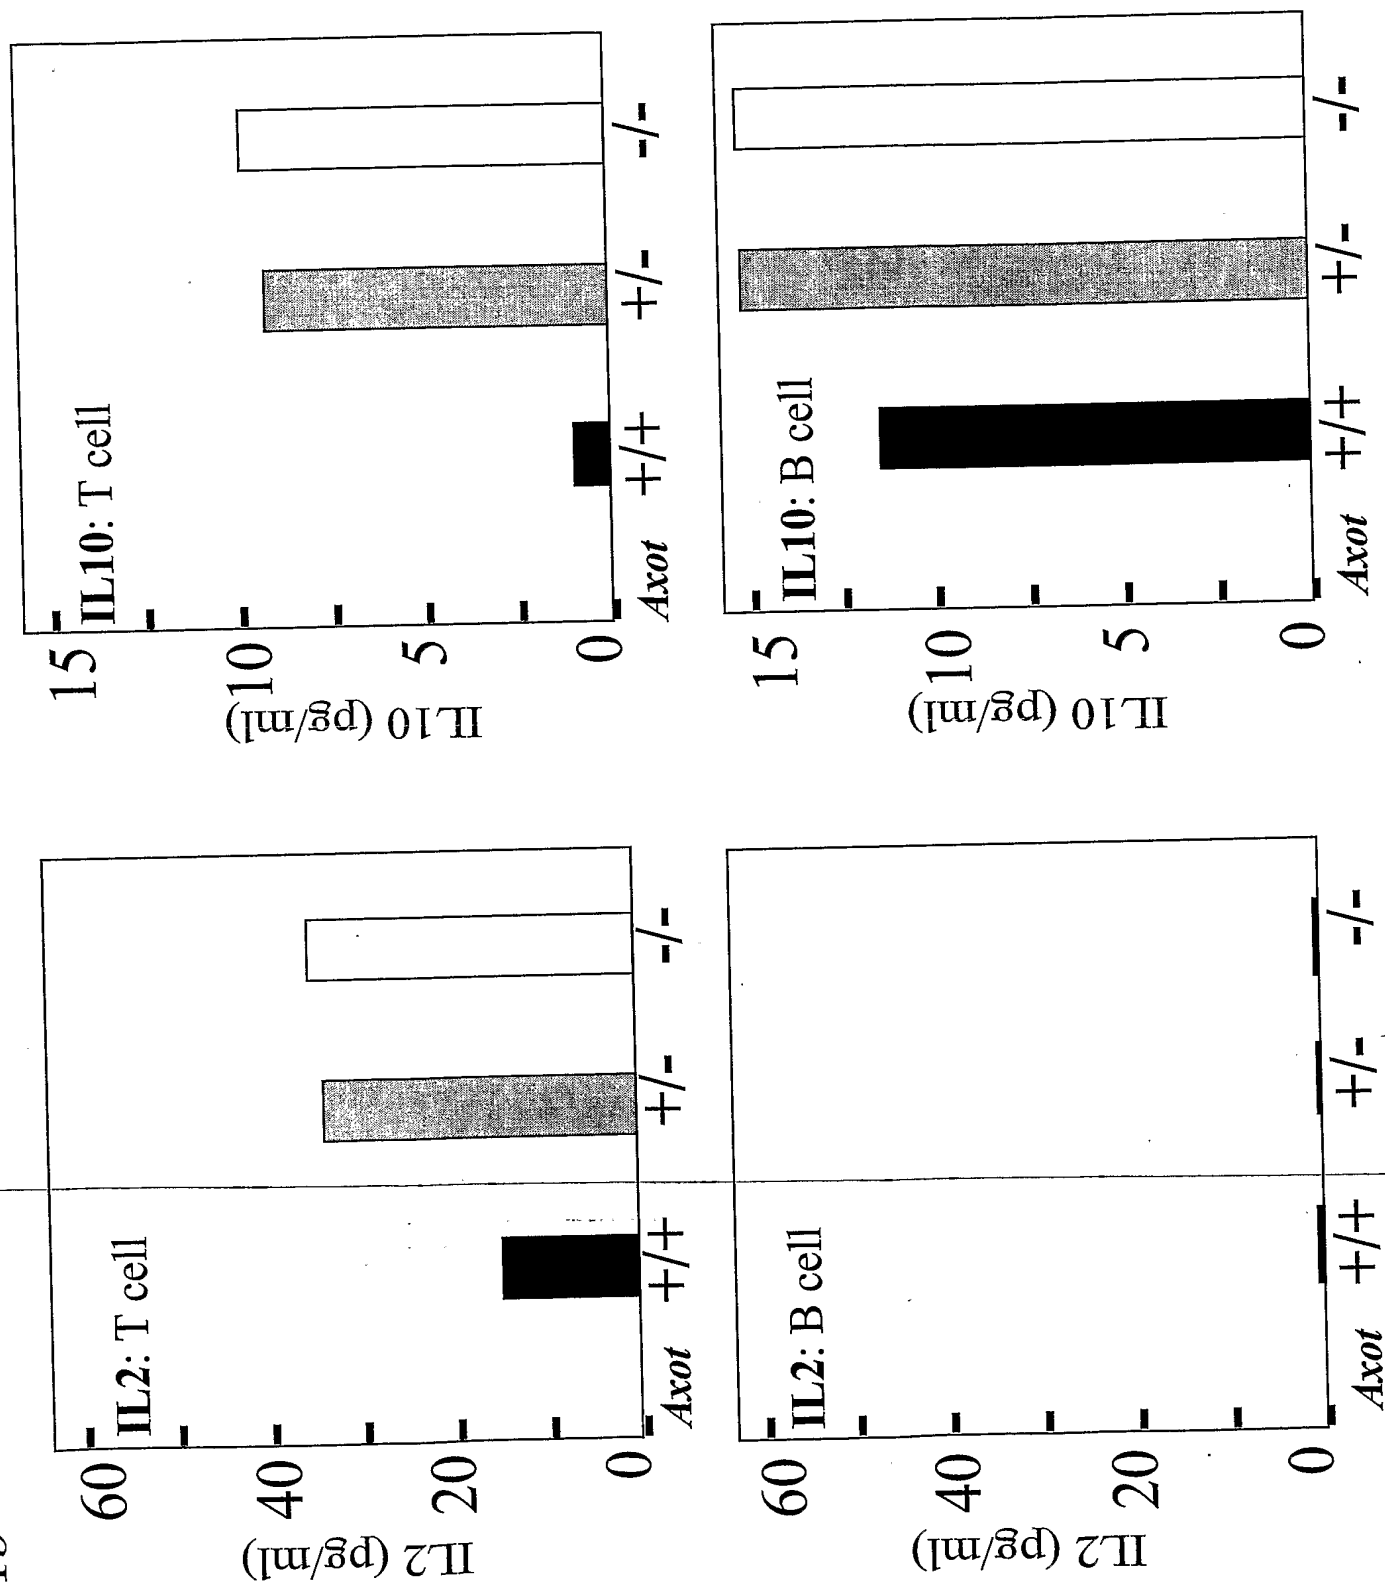 IL2: T cell
IL2 (pg/ml)
60
40
20
0
Axot +/+ +/- -/-
IL10: T cell
IL10 (pg/ml)
15
10
5
0
Axot +/+ +/- -/-
IL2: B cell
IL2 (pg/ml)
60
40
20
0
Axot +/+ +/- -/-
IL10: B cell
IL10 (pg/ml)
15
10
5
0
Axot +/+ +/- -/-